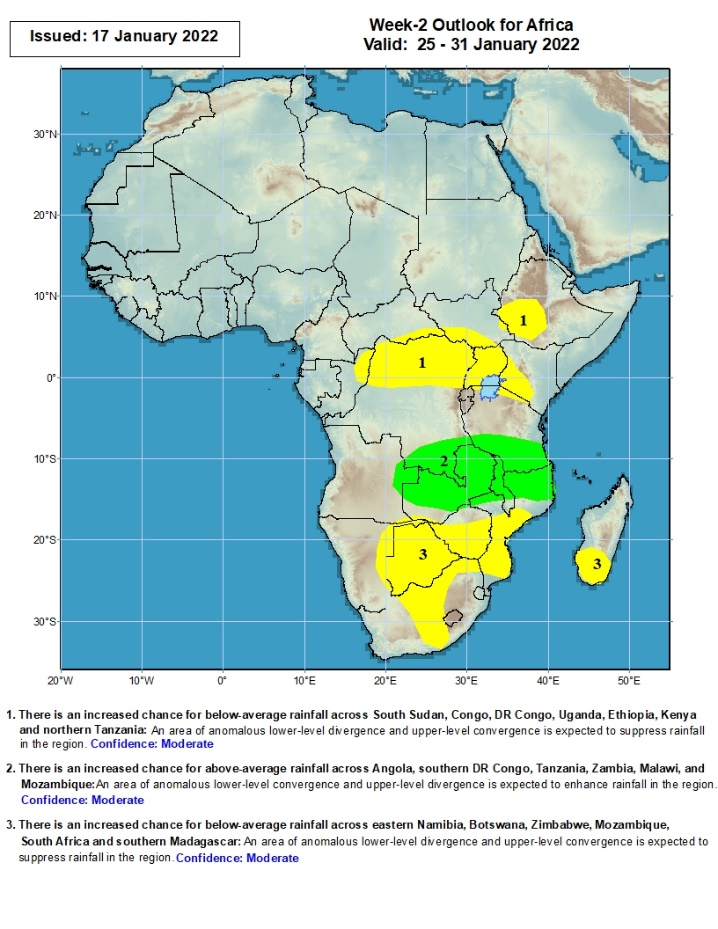 Issued: 17 January 2022
Week-2 Outlook for Africa
Valid: 25 - 31 January 2022
30°N
20°N
10°N
0°
10°S
20°S
30°S
1
1
2
3
3
20°W
10°W
0°
10°E
20°E
30°E
40°E
50°E
1. There is an increased chance for below-average rainfall across South Sudan, Congo, DR Congo, Uganda, Ethiopia, Kenya
and northern Tanzania: An area of anomalous lower-level divergence and upper-level convergence is expected to suppress rainfall
in the region. Confidence: Moderate
2. There is an increased chance for above-average rainfall across Angola, southern DR Congo, Tanzania, Zambia, Malawi, and
Mozambique:An area of anomalous lower-level convergence and upper-level divergence is expected to enhance rainfall in the region.
Confidence: Moderate
3. There is an increased chance for below-average rainfall across eastern Namibia, Botswana, Zimbabwe, Mozambique,
South Africa and southern Madagascar: An area of anomalous lower-level divergence and upper-level convergence is expected to
suppress rainfall in the region. Confidence: Moderate